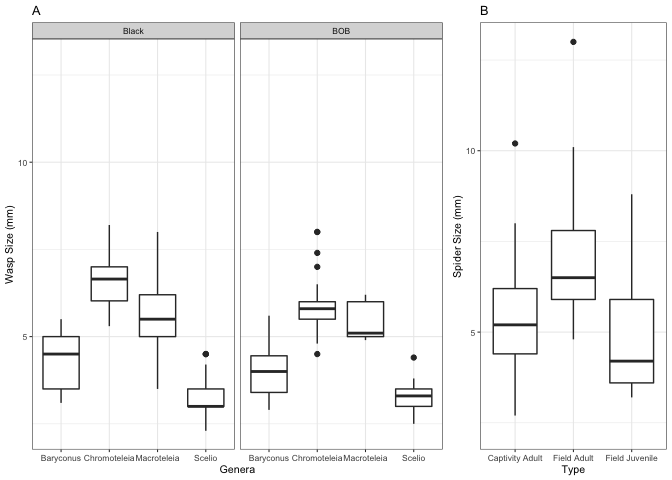 A
B
Black
BOB
10
5
Wasp Size (mm)
Baryconus Chromoteleia Macroteleia Scelio
Baryconus Chromoteleia Macroteleia Scelio
Genera
10
5
Spider Size (mm)
Captivity Adult Field Adult Field Juvenile
Type